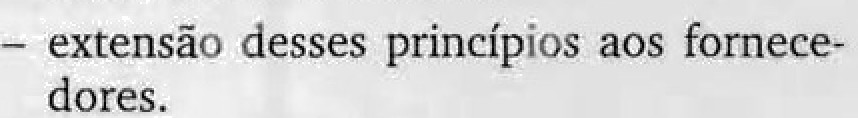 – extensão desses princípios aos fornece-
dores.